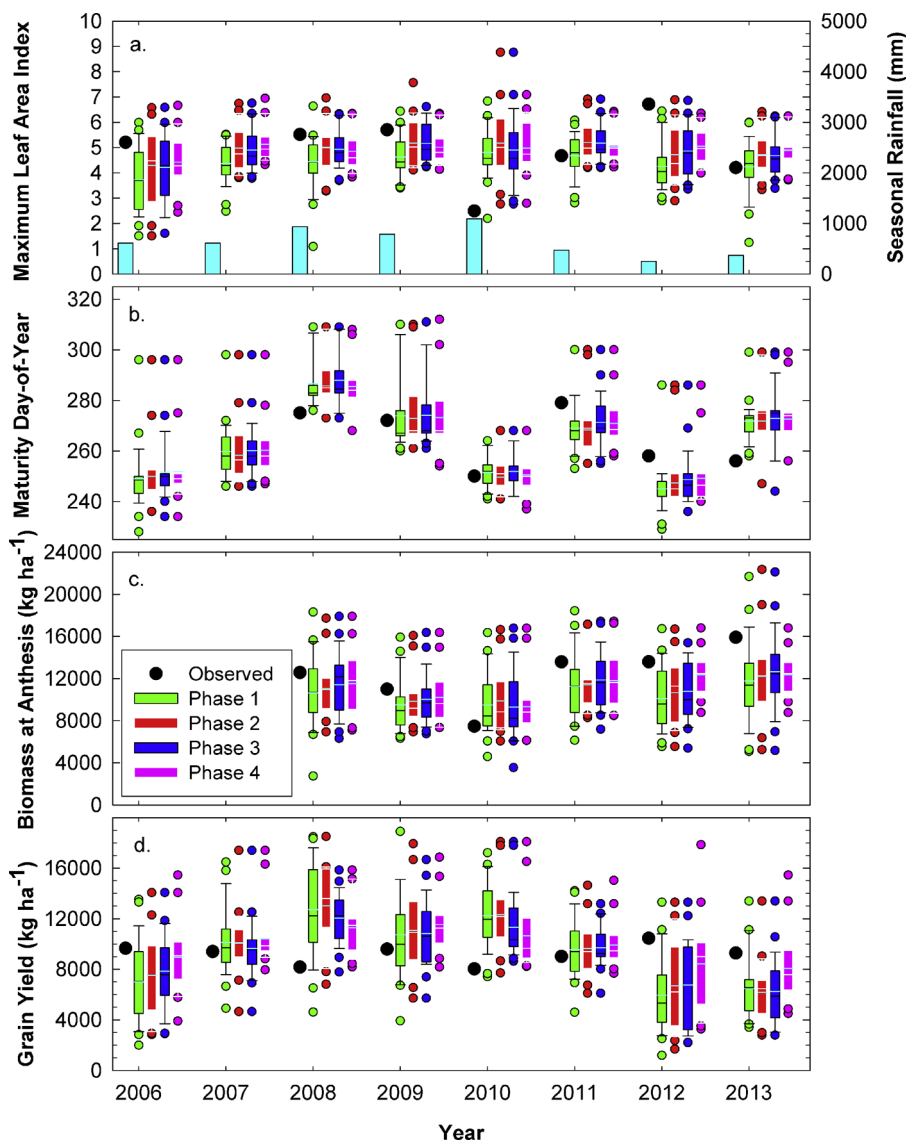 Maximum Leaf Area Index
10
9
8
7
6
5
4
3
2
1
0
a.
5000
4000
3000
2000
1000
0
Seasonal Rainfall (mm)
Maturity Day-of-Year
320
300
280
260
240
b.
Biomass at Anthesis (kg ha⁻¹)
24000
20000
16000
12000
8000
4000
0
c.
Observed
Phase 1
Phase 2
Phase 3
Phase 4
Grain Yield (kg ha⁻¹)
16000
12000
8000
4000
0
d.
2006 2007 2008 2009 2010 2011 2012 2013
Year